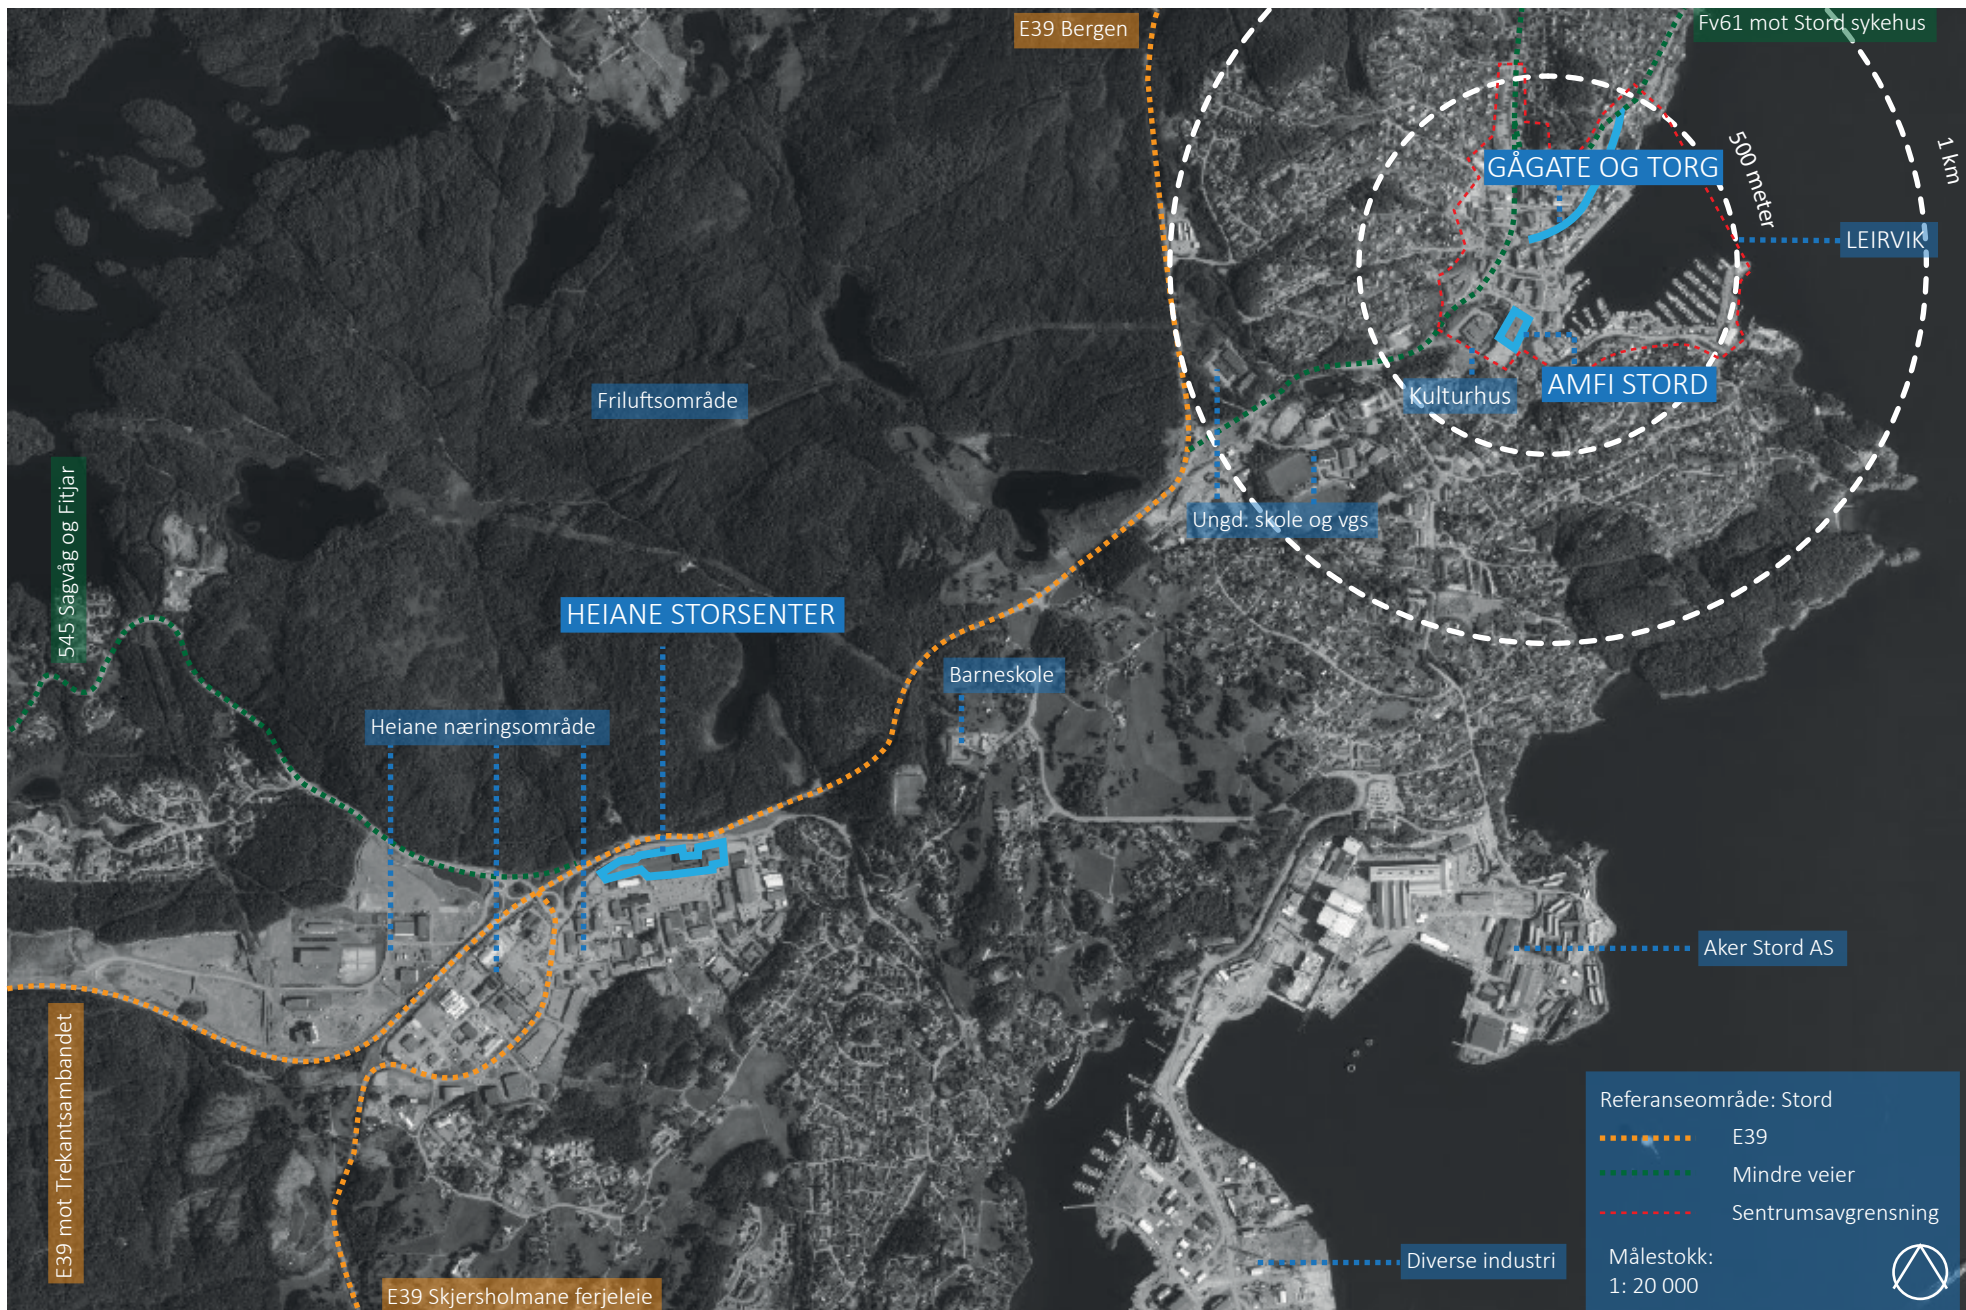 E39 Bergen
Fv61 mot Stord sykehus
1 km
500 meter
GÅGATE OG TORG
LEIRVIK
AMFI STORD
Kulturhus
Friluftsområde
545 Sagvåg og Fitjar
Ungd. skole og vgs
HEIANE STORSENTER
Barneskole
Heiane næringsområde
Aker Stord AS
E39 mot Trekantsambandet
E39 Skjersholmane ferjeleie
Diverse industri
Referanseområde: Stord
E39
Mindre veier
Sentrumsavgrensning
Målestokk:
1: 20 000